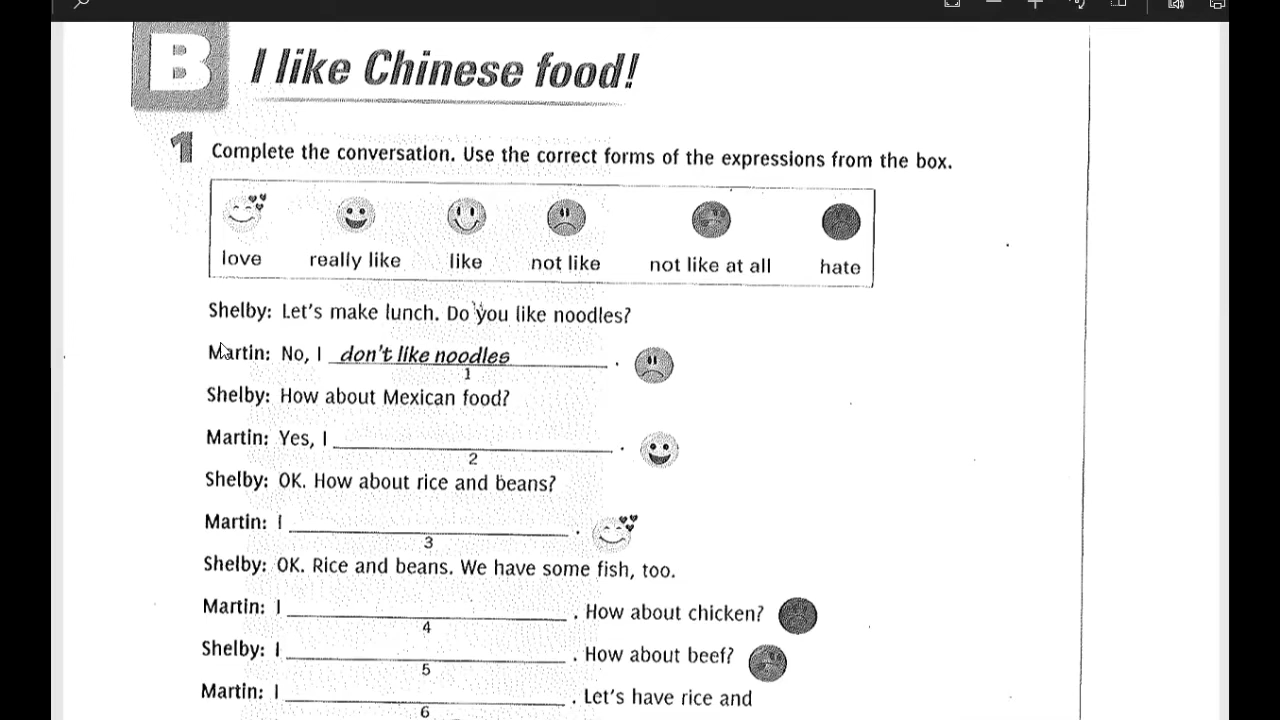 B I like Chinese food!
1 Complete the conversation. Use the correct forms of the expressions from the box.
love really like like not like not like at all hate
Shelby: Let's make lunch. Do you like noodles?
Martin: No, I don't like noodles .
1
Shelby: How about Mexican food?
Martin: Yes, I .
2
Shelby: OK. How about rice and beans?
Martin: I .
3
Shelby: OK. Rice and beans. We have some fish, too.
Martin: I . How about chicken?
4
Shelby: I . How about beef?
5
Martin: I . Let's have rice and
6